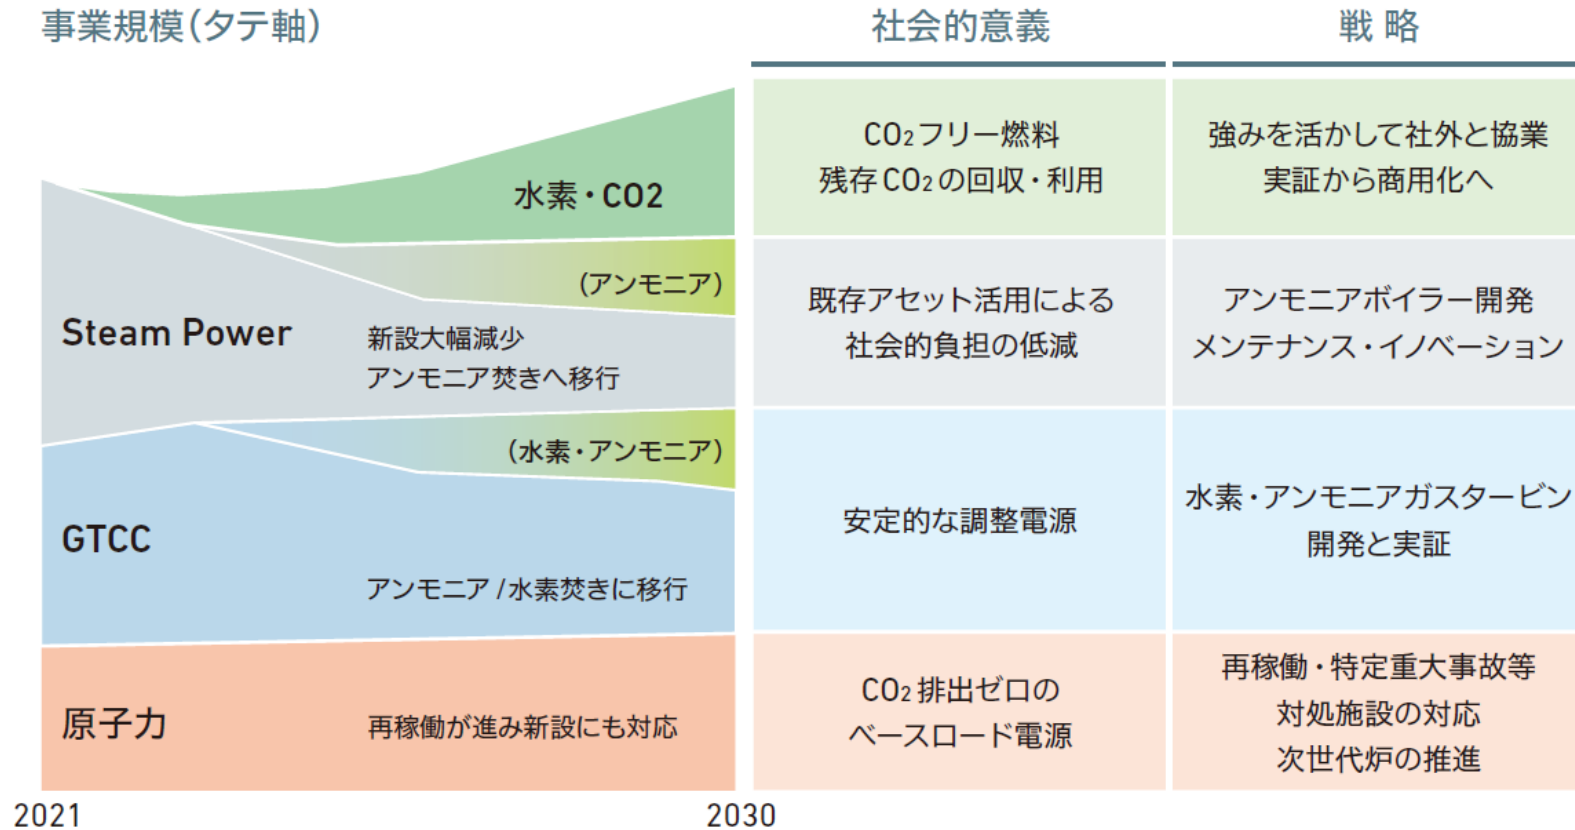 事業規模(タテ軸)
社会的意義
戦 略
水素・CO2
CO2フリー燃料
残存CO2の回収・利用
強みを活かして社外と協業
実証から商用化へ
(アンモニア)
Steam Power
新設大幅減少
アンモニア焚きへ移行
既存アセット活用による
社会的負担の低減
アンモニアボイラー開発
メンテナンス・イノベーション
(水素・アンモニア)
GTCC
アンモニア/水素焚きに移行
安定的な調整電源
水素・アンモニアガスタービン
開発と実証
原子力
再稼働が進み新設にも対応
CO2排出ゼロの
ベースロード電源
再稼働・特定重大事故等
対処施設の対応
次世代炉の推進
2021
2030